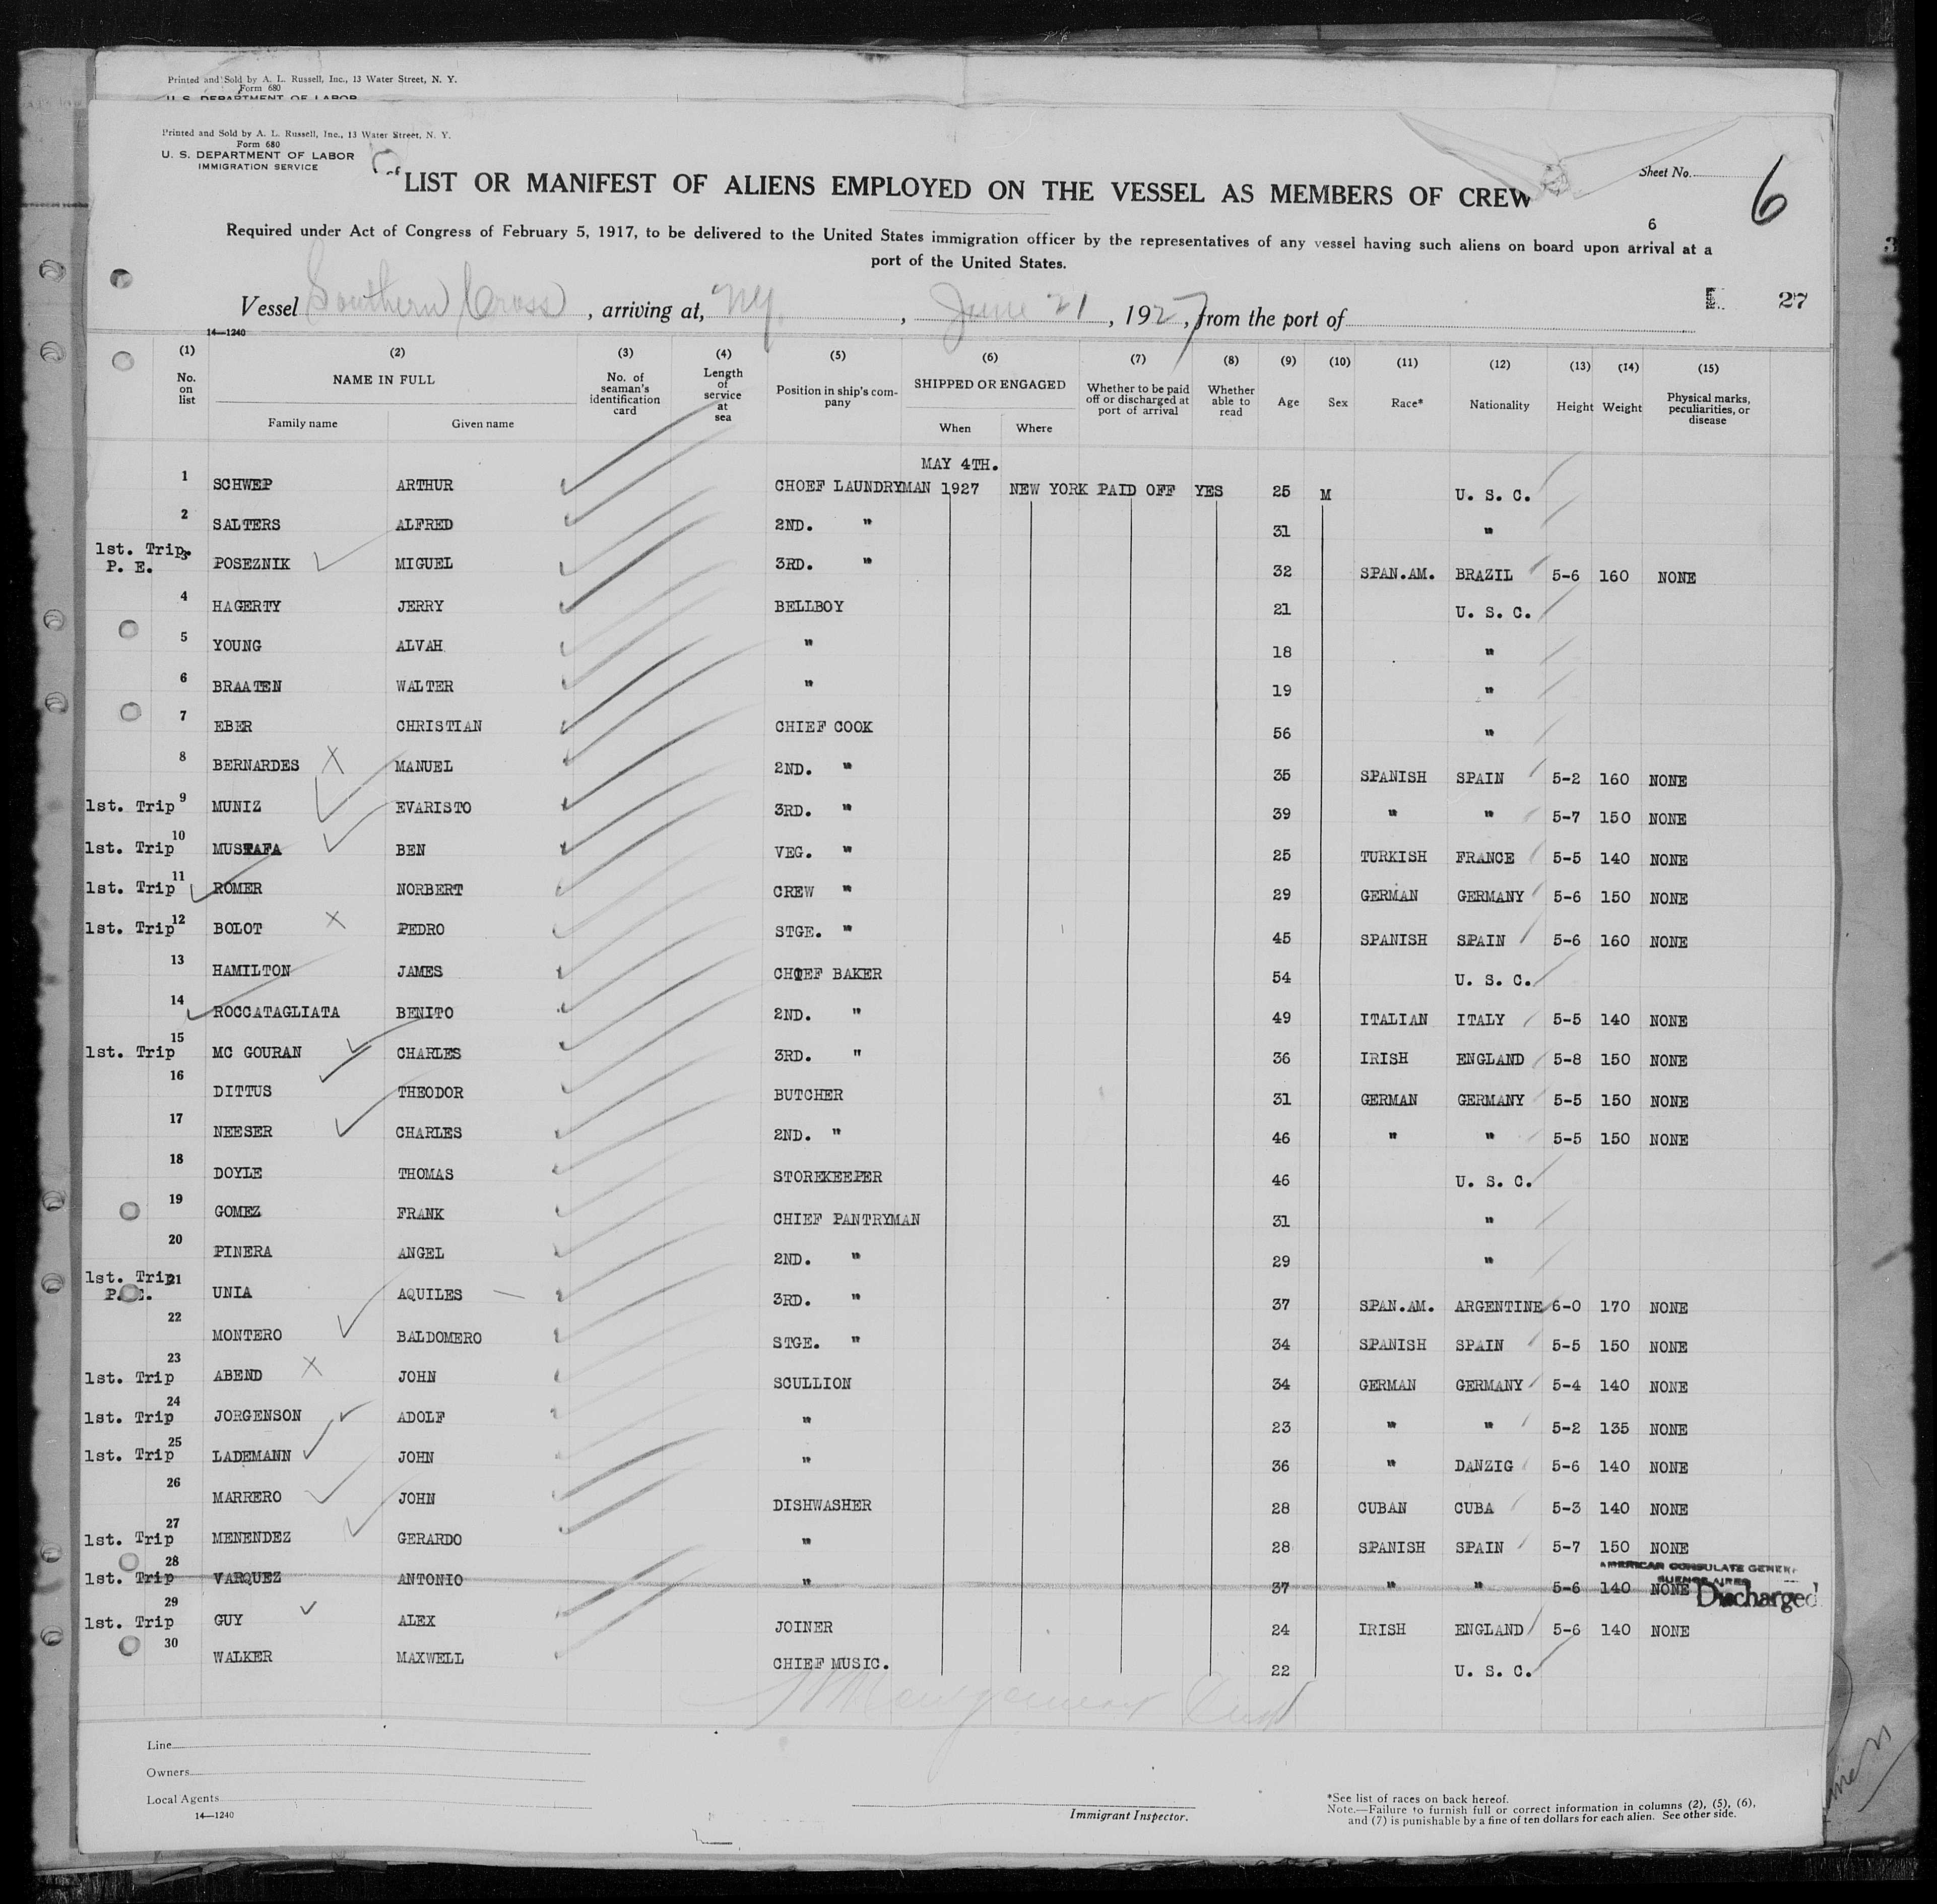 Printed and Sold by A. L. Russell, Inc., 13 Water Street, N. Y.
Form 680
U. S. DEPARTMENT OF LABOR
Printed and Sold by A. L. Russell, Inc., 13 Water Street, N. Y.
Form 680
U. S. DEPARTMENT OF LABOR
IMMIGRATION SERVICE
LIST OR MANIFEST OF ALIENS EMPLOYED ON THE VESSEL AS MEMBERS OF CREW
Sheet No.
6
6
Required under Act of Congress of February 5, 1917, to be delivered to the United States immigration officer by the representatives of any vessel having such aliens on board upon arrival at a
port of the United States.
Vessel Southern Cross, arriving at, NY, June 21, 1927, from the port of
27
14—1240
(1) (2) (3) (4) (5) (6) (7) (8) (9) (10) (11) (12) (13) (14) (15)
No. on list NAME IN FULL Family name Given name No. of seaman's identification card Length of service at sea Position in ship's company SHIPPED OR ENGAGED When Where Whether to be paid off or discharged at port of arrival Whether able to read Age Sex Race* Nationality Height Weight Physical marks, peculiarities, or disease
MAY 4TH.
1 SCHWEP ARTHUR CHOEF LAUNDRYMAN 1927 NEW YORK PAID OFF YES 25 M U. S. C.
2 SALTERS ALFRED 2ND. " 31 "
1st. Trip. P. E. 3 POSEZNIK MIGUEL 3RD. " 32 SPAN.AM. BRAZIL 5-6 160 NONE
4 HAGERTY JERRY BELLBOY 21 U. S. C.
5 YOUNG ALVAH " 18 "
6 BRAATEN WALTER " 19 "
7 EBER CHRISTIAN CHIEF COOK 56 "
8 BERNARDES X MANUEL 2ND. " 35 SPANISH SPAIN 5-2 160 NONE
1st. Trip 9 MUNIZ EVARISTO 3RD. " 39 " " 5-7 150 NONE
1st. Trip 10 MUSTAFA BEN VEG. " 25 TURKISH FRANCE 5-5 140 NONE
1st. Trip 11 ROMER NORBERT CREW " 29 GERMAN GERMANY 5-6 150 NONE
1st. Trip 12 BOLOT X PEDRO STGE. " 45 SPANISH SPAIN 5-6 160 NONE
13 HAMILTON JAMES CHIEF BAKER 54 U. S. C.
14 ROCCATAGLIATA BENITO 2ND. " 49 ITALIAN ITALY 5-5 140 NONE
1st. Trip 15 MC GOURAN CHARLES 3RD. " 36 IRISH ENGLAND 5-8 150 NONE
16 DITTUS THEODOR BUTCHER 31 GERMAN GERMANY 5-5 150 NONE
17 NEESER CHARLES 2ND. " 46 " " 5-5 150 NONE
18 DOYLE THOMAS STOREKEEPER 46 U. S. C.
19 GOMEZ FRANK CHIEF PANTRYMAN 31 "
20 PINERA ANGEL 2ND. " 29 "
1st. Trip P. E. 21 UNIA AQUILES 3RD. " 37 SPAN.AM. ARGENTINE 6-0 170 NONE
22 MONTERO BALDOMERO STGE. " 34 SPANISH SPAIN 5-5 150 NONE
1st. Trip 23 ABEND X JOHN SCULLION 34 GERMAN GERMANY 5-4 140 NONE
1st. Trip 24 JORGENSON ADOLF " 23 " " 5-2 135 NONE
1st. Trip 25 LADEMANN JOHN " 36 " DANZIG 5-6 140 NONE
26 MARRERO JOHN DISHWASHER 28 CUBAN CUBA 5-3 140 NONE
1st. Trip 27 MENENDEZ GERARDO " 28 SPANISH SPAIN 5-7 150 NONE
AMERICAN CONSULATE GENERA
BUENOS AIRES
1st. Trip 28 VARQUEZ ANTONIO " 37 " " 5-6 140 NONE Discharged
1st. Trip 29 GUY ALEX JOINER 24 IRISH ENGLAND 5-6 140 NONE
30 WALKER MAXWELL CHIEF MUSIC. 22 U. S. C.
Line
Owners
Local Agents
14—1240
Immigrant Inspector.
*See list of races on back hereof.
Note.—Failure to furnish full or correct information in columns (2), (5), (6),
and (7) is punishable by a fine of ten dollars for each alien. See other side.